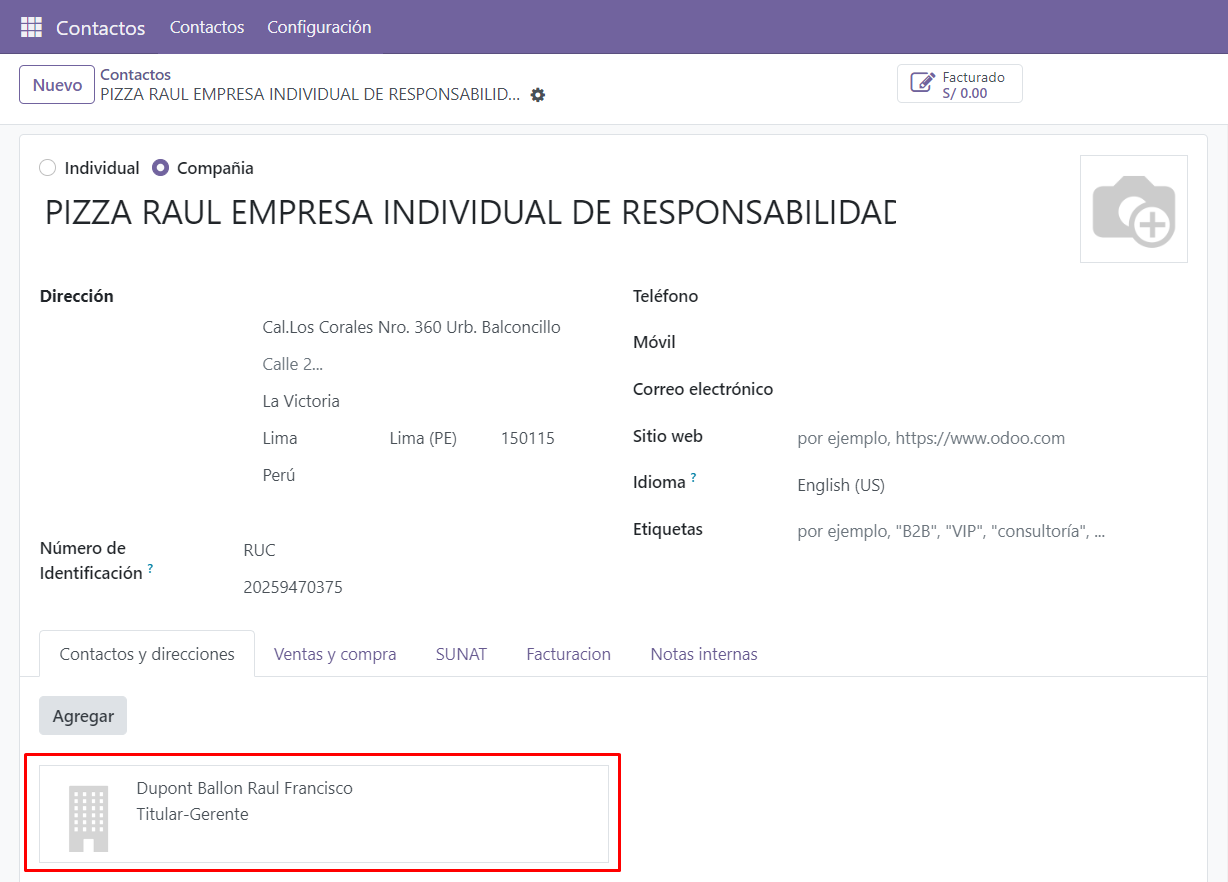 Contactos Contactos Configuración
Nuevo
Contactos
PIZZA RAUL EMPRESA INDIVIDUAL DE RESPONSABILID...
Facturado
S/ 0.00
Individual Compañia
PIZZA RAUL EMPRESA INDIVIDUAL DE RESPONSABILIDAD
Dirección
Cal.Los Corales Nro. 360 Urb. Balconcillo
Calle 2...
La Victoria
Lima Lima (PE) 150115
Perú
Número de
Identificación ?
RUC
20259470375
Teléfono
Móvil
Correo electrónico
Sitio web por ejemplo, https://www.odoo.com
Idioma ? English (US)
Etiquetas por ejemplo, "B2B", "VIP", "consultoría", ...
Contactos y direcciones Ventas y compra SUNAT Facturacion Notas internas
Agregar
Dupont Ballon Raul Francisco
Titular-Gerente